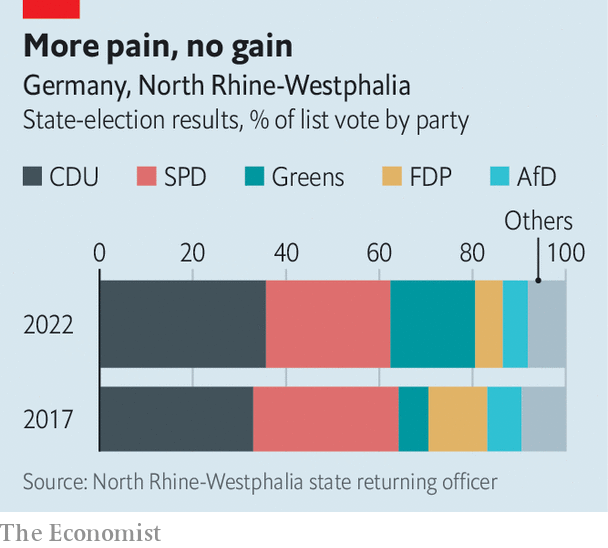 More pain, no gain
Germany, North Rhine-Westphalia
State-election results, % of list vote by party
CDU SPD Greens FDP AfD
Others
0 20 40 60 80 100
2022
2017
Source: North Rhine-Westphalia state returning officer
The Economist